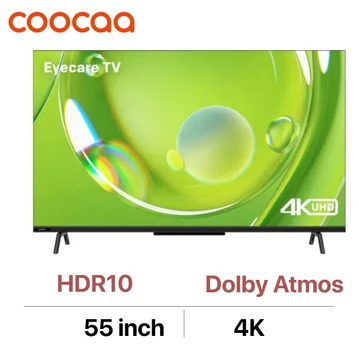 coocaa
Eyecare TV
4K UHD
HDR10 Dolby Atmos
55 inch 4K